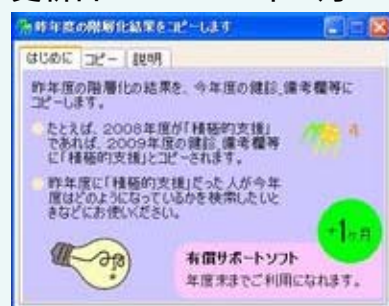 昨年度の階層化結果をコピーします
はじめに コピー 説明
昨年度の階層化の結果を、今年度の健診、備考欄等に
コピーします。
たとえば、2008年度が「積極的支援」
であれば、2009年度の健診、備考欄等
に「積極的支援」とコピーされます。
昨年度に「積極的支援」だった人が今年
度はどのようになっているかを検索したいと
きなどにお使いください。
+1ヶ月
有償サポートソフト
年度末までご利用になれます。